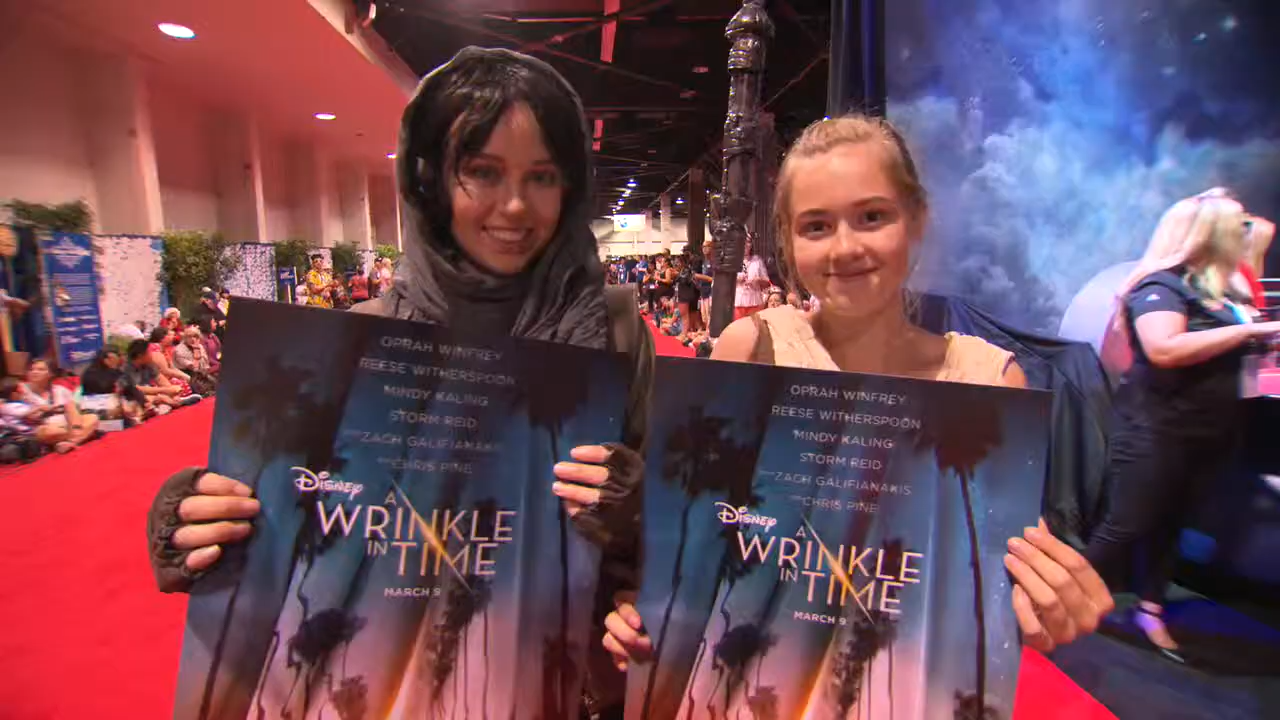 OPRAH WINFREY
REESE WITHERSPOON
MINDY KALING
STORM REID
ZACH GALIFIANAKIS
CHRIS PINE
DISNEY
A
WRINKLE
IN TIME
MARCH 9
OPRAH WINFREY
REESE WITHERSPOON
MINDY KALING
STORM REID
ZACH GALIFIANAKIS
CHRIS PINE
DISNEY
A
WRINKLE
IN TIME
MARCH 9